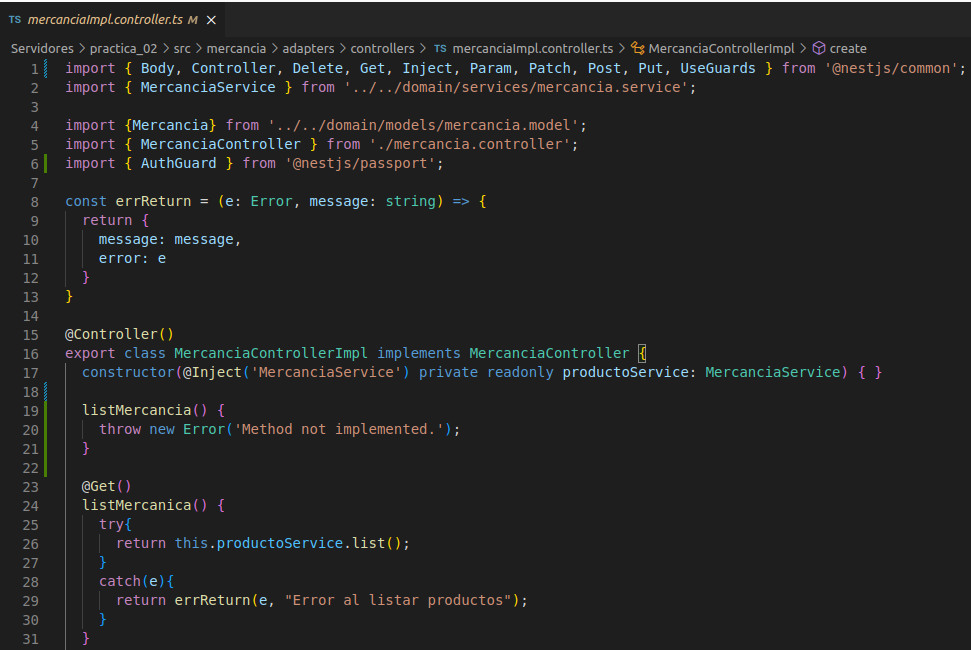 TS mercanciaImpl.controller.ts M ×
Servidores > practica_02 > src > mercancia > adapters > controllers > TS mercanciaImpl.controller.ts > MercanciaControllerImpl > create
1 import { Body, Controller, Delete, Get, Inject, Param, Patch, Post, Put, UseGuards } from '@nestjs/common';
2 import { MercanciaService } from '../../domain/services/mercancia.service';
3
4 import {Mercancia} from '../../domain/models/mercancia.model';
5 import { MercanciaController } from './mercancia.controller';
6 import { AuthGuard } from '@nestjs/passport';
7
8 const errReturn = (e: Error, message: string) => {
9   return {
10     message: message,
11     error: e
12   }
13 }
14
15 @Controller()
16 export class MercanciaControllerImpl implements MercanciaController {
17   constructor(@Inject('MercanciaService') private readonly productoService: MercanciaService) { }
18
19   listMercancia() {
20     throw new Error('Method not implemented.');
21   }
22
23   @Get()
24   listMercanica() {
25     try{
26       return this.productoService.list();
27     }
28     catch(e){
29       return errReturn(e, "Error al listar productos");
30     }
31   }